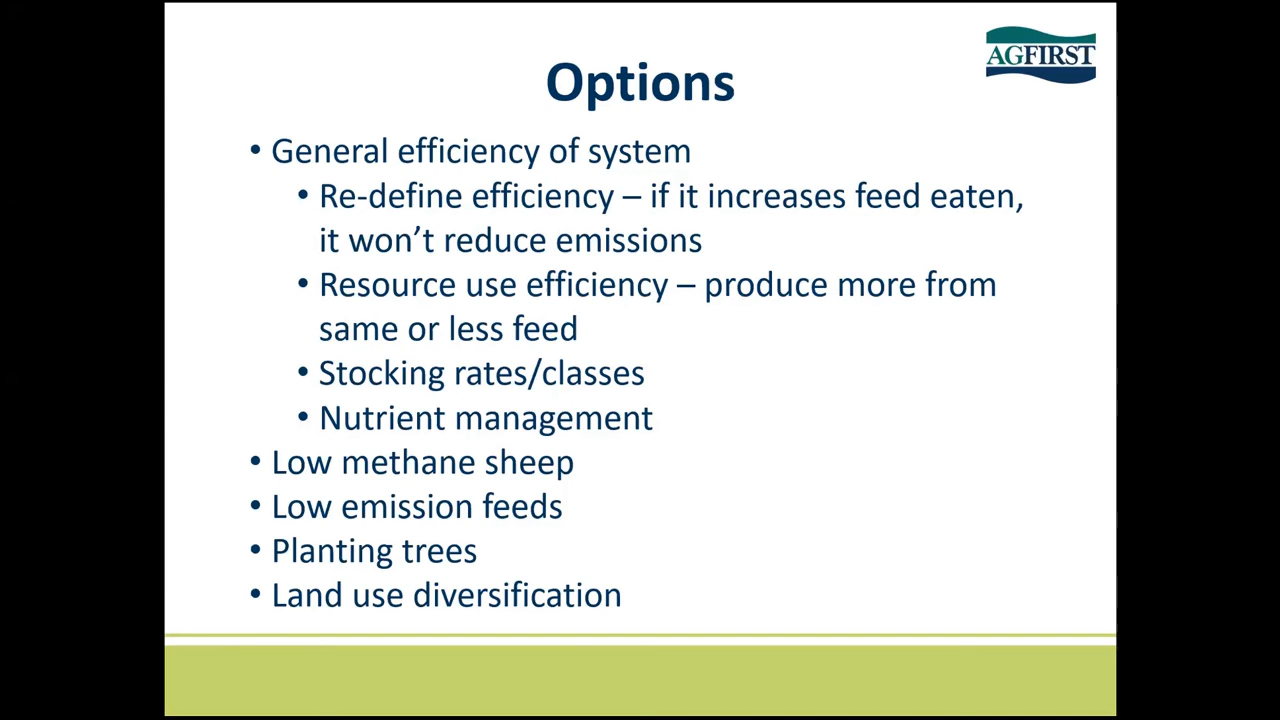 AGFIRST
Options
• General efficiency of system
• Re-define efficiency – if it increases feed eaten,
it won’t reduce emissions
• Resource use efficiency – produce more from
same or less feed
• Stocking rates/classes
• Nutrient management
• Low methane sheep
• Low emission feeds
• Planting trees
• Land use diversification